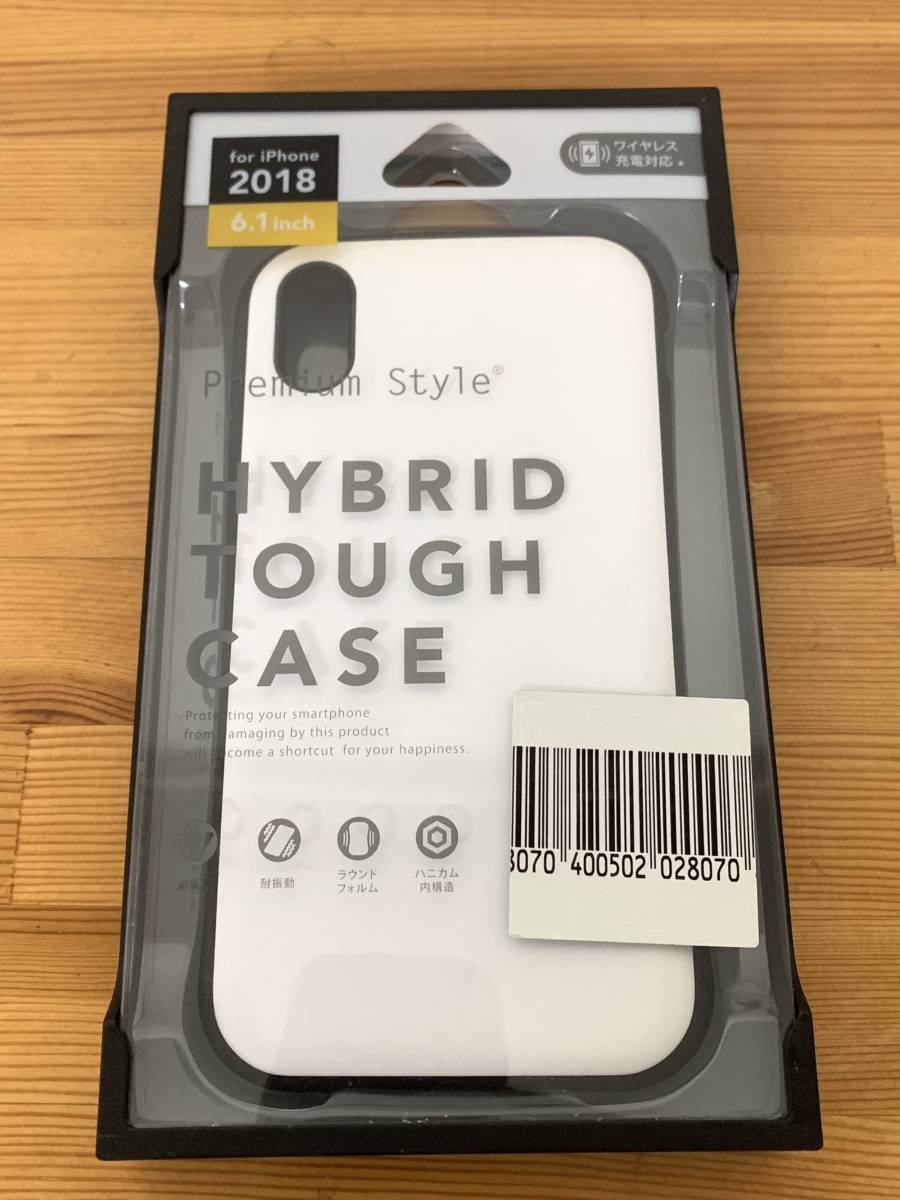 for iPhone
2018
6.1 inch
ワイヤレス
充電対応
Premium Style®
HYBRID
TOUGH
CASE
Protecting your smartphone
from damaging by this product
will become a shortcut for your happiness.
耐振動
ラウンド
フォルム
ハニカム
内構造
8070 400502 028070